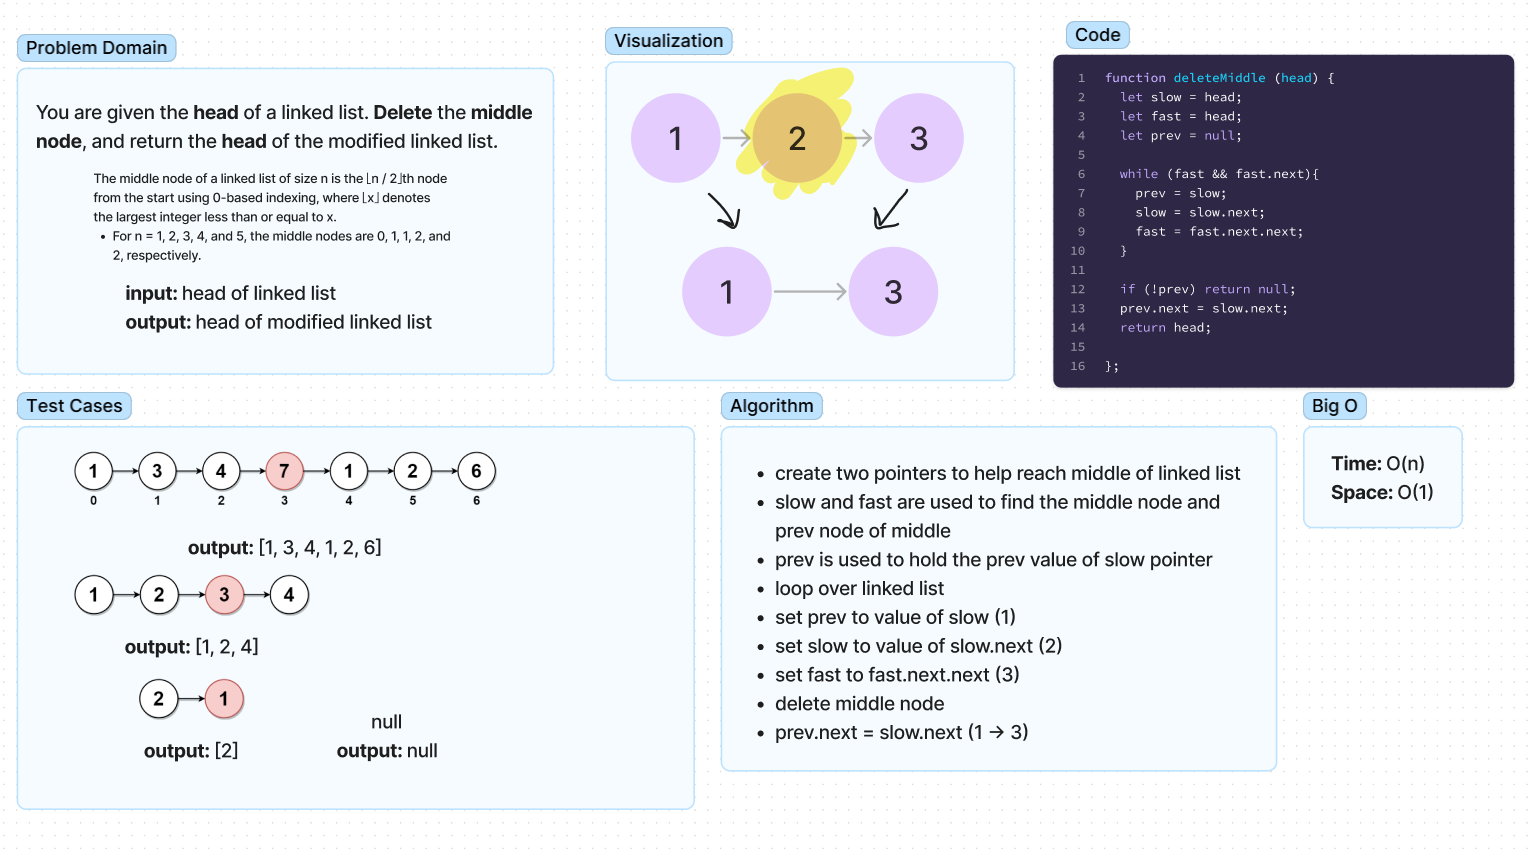 Problem Domain
You are given the head of a linked list. Delete the middle
node, and return the head of the modified linked list.
The middle node of a linked list of size n is the ⌊n / 2⌋th node
from the start using 0-based indexing, where ⌊x⌋ denotes
the largest integer less than or equal to x.
• For n = 1, 2, 3, 4, and 5, the middle nodes are 0, 1, 1, 2, and
2, respectively.
input: head of linked list
output: head of modified linked list
Visualization
1 → 2 → 3
1 → 3
Code
1 function deleteMiddle (head) {
2 let slow = head;
3 let fast = head;
4 let prev = null;
5
6 while (fast && fast.next){
7 prev = slow;
8 slow = slow.next;
9 fast = fast.next.next;
10 }
11
12 if (!prev) return null;
13 prev.next = slow.next;
14 return head;
15
16 };
Test Cases
1 3 4 7 1 2 6
0 1 2 3 4 5 6
output: [1, 3, 4, 1, 2, 6]
1 2 3 4
output: [1, 2, 4]
2 1
output: [2]
null
output: null
Algorithm
• create two pointers to help reach middle of linked list
• slow and fast are used to find the middle node and
prev node of middle
• prev is used to hold the prev value of slow pointer
• loop over linked list
• set prev to value of slow (1)
• set slow to value of slow.next (2)
• set fast to fast.next.next (3)
• delete middle node
• prev.next = slow.next (1 → 3)
Big O
Time: O(n)
Space: O(1)